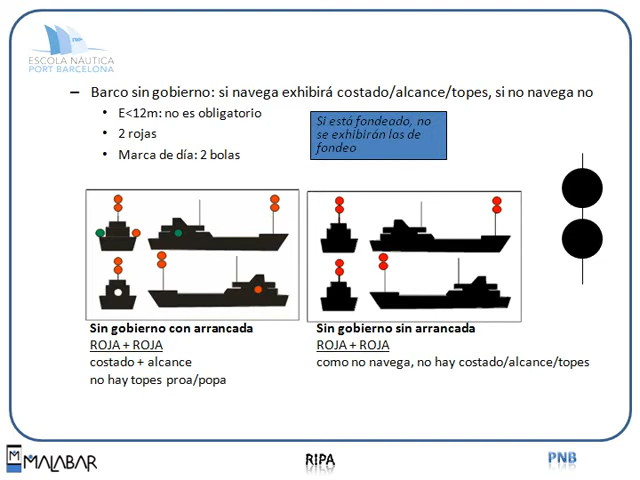 ESCOLA NÀUTICA
PORT BARCELONA
– Barco sin gobierno: si navega exhibirá costado/alcance/topes, si no navega no
• E<12m: no es obligatorio
• 2 rojas
• Marca de día: 2 bolas
Si está fondeado, no
se exhibirán las de
fondeo
Sin gobierno con arrancada
ROJA + ROJA
costado + alcance
no hay topes proa/popa
Sin gobierno sin arrancada
ROJA + ROJA
como no navega, no hay costado/alcance/topes
MALABAR
RIPA
PNB